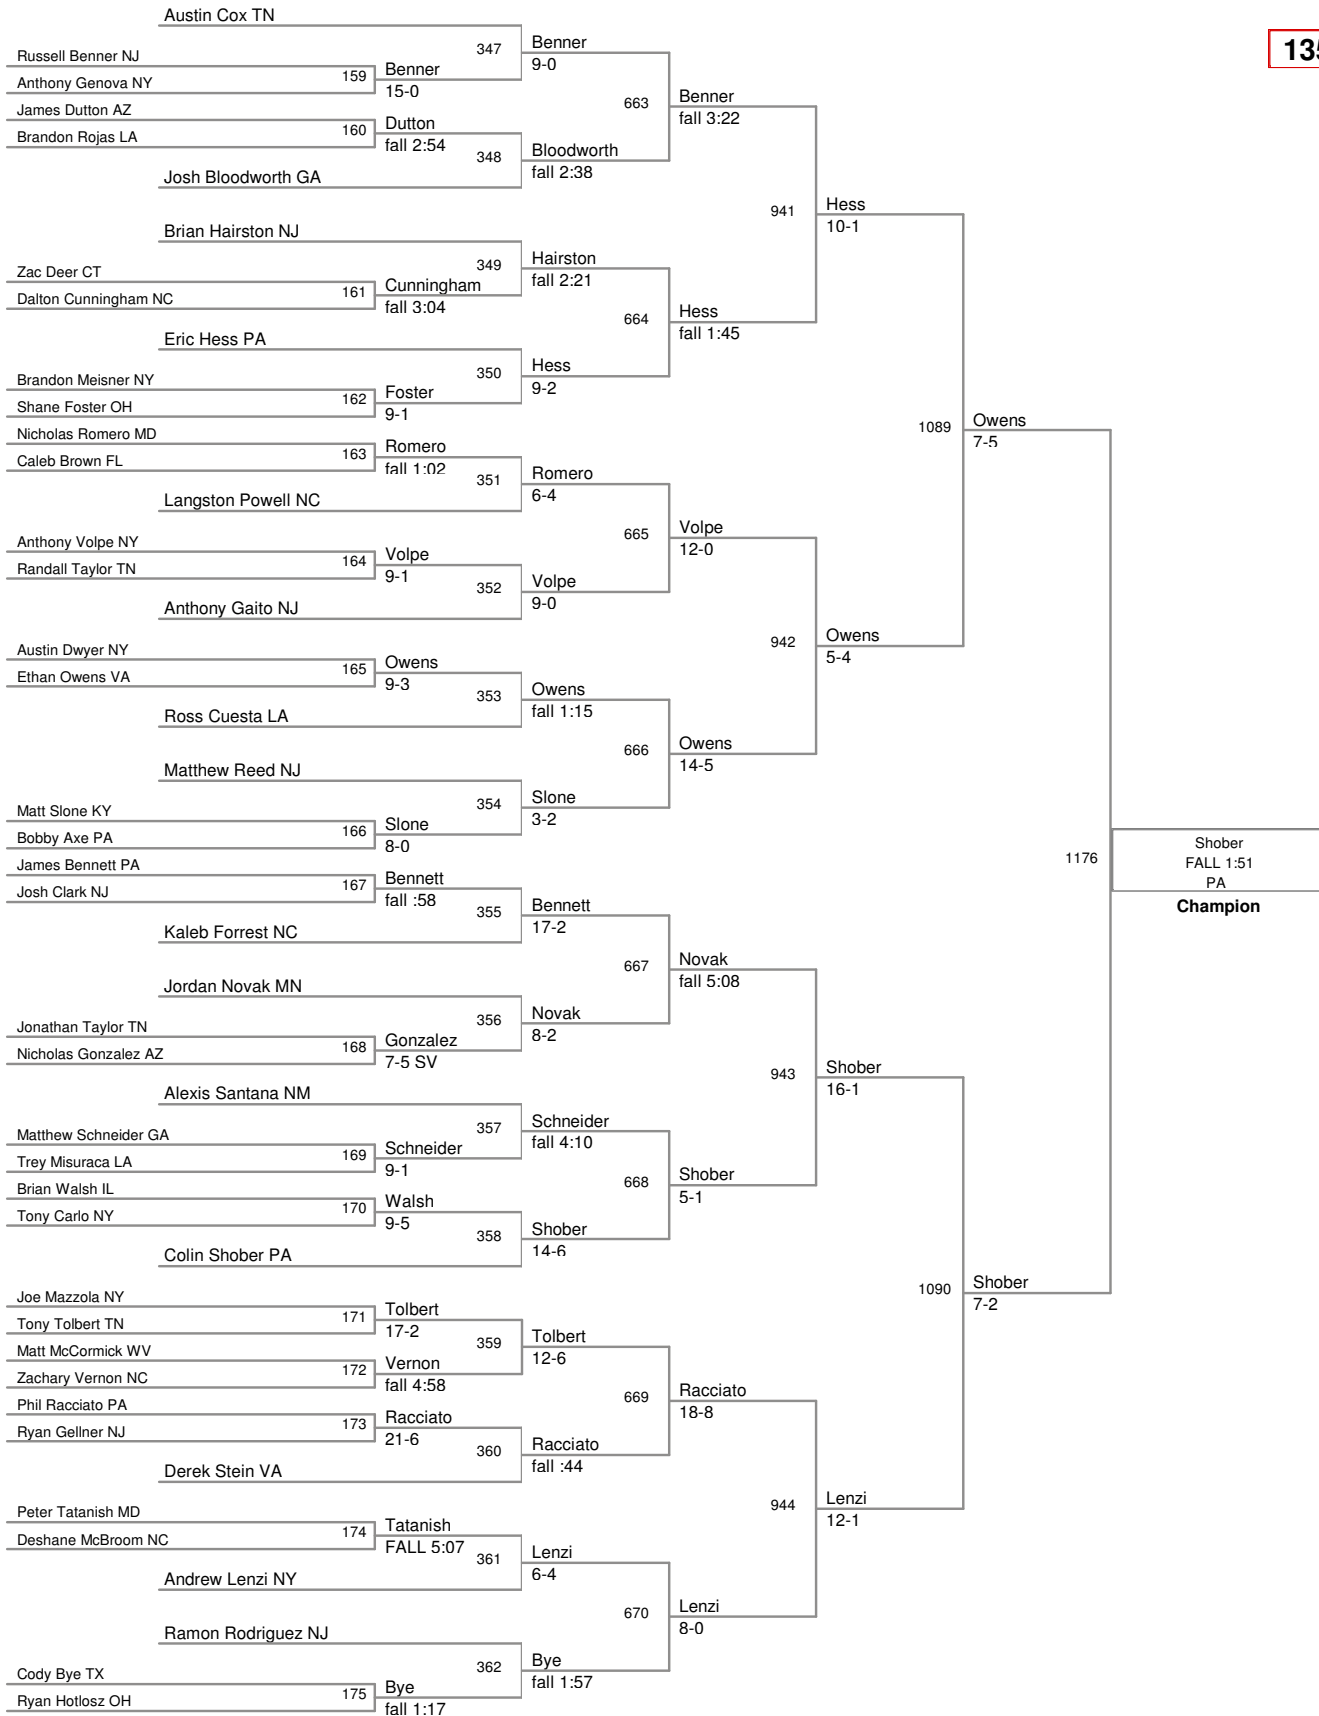 Austin Cox TN
135
Russell Benner NJ
Anthony Genova NY
159
Benner
15-0
347
Benner
9-0
James Dutton AZ
Brandon Rojas LA
160
Dutton
fall 2:54
348
Bloodworth
fall 2:38
Josh Bloodworth GA
663
Benner
fall 3:22
Brian Hairston NJ
Zac Deer CT
Dalton Cunningham NC
161
Cunningham
fall 3:04
349
Hairston
fall 2:21
Eric Hess PA
Brandon Meisner NY
Shane Foster OH
162
Foster
9-1
350
Hess
9-2
664
Hess
fall 1:45
941
Hess
10-1
Nicholas Romero MD
Caleb Brown FL
163
Romero
fall 1:02
351
Romero
6-4
Langston Powell NC
Anthony Volpe NY
Randall Taylor TN
164
Volpe
9-1
352
Volpe
9-0
Anthony Gaito NJ
665
Volpe
12-0
Austin Dwyer NY
Ethan Owens VA
165
Owens
9-3
353
Owens
fall 1:15
Ross Cuesta LA
Matthew Reed NJ
Matt Slone KY
Bobby Axe PA
166
Slone
8-0
354
Slone
3-2
666
Owens
14-5
942
Owens
5-4
1089
Owens
7-5
James Bennett PA
Josh Clark NJ
167
Bennett
fall :58
355
Bennett
17-2
Kaleb Forrest NC
Jordan Novak MN
Jonathan Taylor TN
Nicholas Gonzalez AZ
168
Gonzalez
7-5 SV
356
Novak
8-2
667
Novak
fall 5:08
Alexis Santana NM
Matthew Schneider GA
Trey Misuraca LA
169
Schneider
9-1
357
Schneider
fall 4:10
Brian Walsh IL
Tony Carlo NY
170
Walsh
9-5
358
Shober
14-6
Colin Shober PA
668
Shober
5-1
943
Shober
16-1
Joe Mazzola NY
Tony Tolbert TN
171
Tolbert
17-2
Matt McCormick WV
Zachary Vernon NC
172
Vernon
fall 4:58
359
Tolbert
12-6
Phil Racciato PA
Ryan Gellner NJ
173
Racciato
21-6
360
Racciato
fall :44
Derek Stein VA
669
Racciato
18-8
Peter Tatanish MD
Deshane McBroom NC
174
Tatanish
FALL 5:07
361
Lenzi
6-4
Andrew Lenzi NY
Ramon Rodriguez NJ
Cody Bye TX
Ryan Hotlosz OH
175
Bye
fall 1:17
362
Bye
fall 1:57
670
Lenzi
8-0
944
Lenzi
12-1
1090
Shober
7-2
1176
Shober
FALL 1:51
PA
Champion